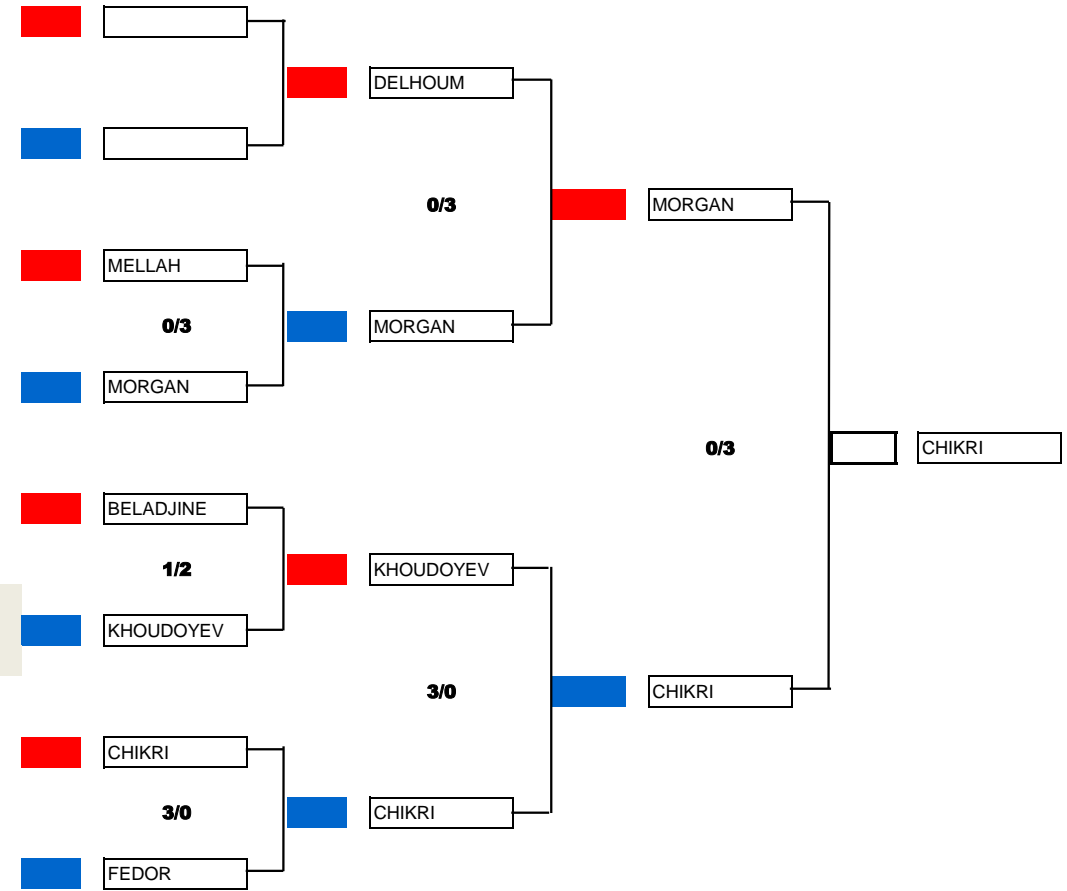 DELHOUM
0/3
MORGAN
MELLAH
0/3
MORGAN
MORGAN
0/3
CHIKRI
BELADJINE
1/2
KHOUDOYEV
KHOUDOYEV
3/0
CHIKRI
CHIKRI
3/0
CHIKRI
FEDOR